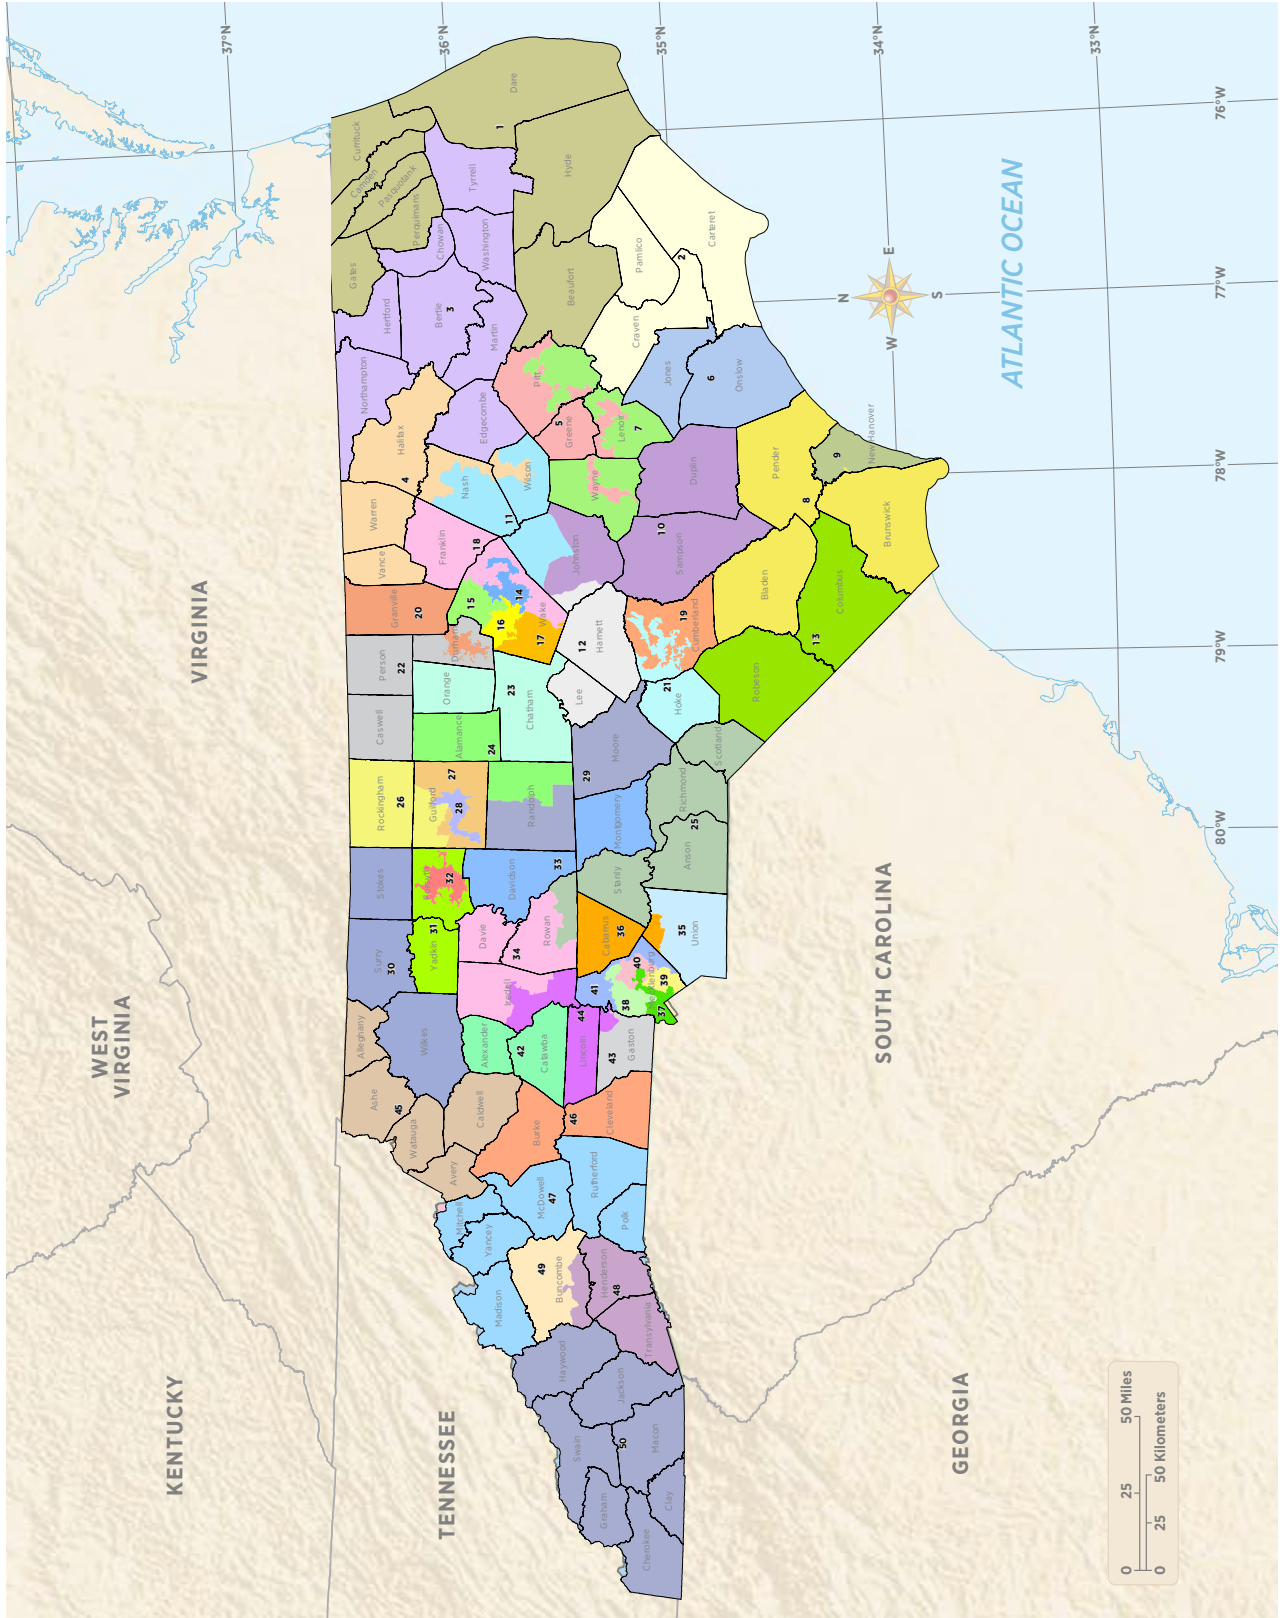 KENTUCKY
WEST
VIRGINIA
VIRGINIA
TENNESSEE
GEORGIA
SOUTH CAROLINA
ATLANTIC OCEAN
37°N
36°N
35°N
34°N
33°N
80°W
79°W
78°W
77°W
76°W
N
E
S
W
0 25 50 Miles
0 25 50 Kilometers
Cherokee
Graham
Clay
Swain
Macon
50
Jackson
Haywood
Transylvania
Henderson
48
Buncombe
49
Madison
Yancey
Mitchell
McDowell
47
Polk
Rutherford
Avery
Watauga
Ashe
45
Alleghany
Caldwell
Burke
Cleveland
46
Wilkes
Alexander
42
Catawba
Lincoln
44
Gaston
43
Surry
30
Stokes
Yadkin
31
Iredell
Davie
34
Rowan
Forsyth
32
Davidson
33
Cabarrus
36
41
38
37
40
39
Union
35
Stanly
Anson
25
Richmond
Scotland
Montgomery
Moore
29
Rockingham
26
Guilford
27
28
Randolph
Caswell
Person
22
Alamance
24
Orange
Durham
Chatham
23
Lee
Harnett
12
Hoke
21
Cumberland
19
Robeson
Granville
20
Vance
Warren
Franklin
18
Wake
15
14
16
17
Johnston
Sampson
10
Duplin
Bladen
Columbus
13
Brunswick
8
Pender
New Hanover
9
Halifax
4
Northampton
Nash
11
Wilson
Edgecombe
Wayne
Greene
5
Lenoir
7
Pitt
Jones
Onslow
6
Craven
Pamlico
2
Carteret
Hertford
Bertie
3
Martin
Gates
Chowan
Washington
Tyrrell
Perquimans
Pasquotank
Camden
Currituck
Beaufort
Hyde
Dare
1